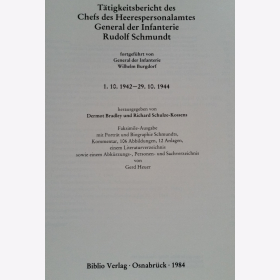 Tätigkeitsbericht des
Chefs des Heerespersonalamtes
General der Infanterie
Rudolf Schmundt
fortgeführt von
General der Infanterie
Wilhelm Burgdorf
1. 10. 1942–29. 10. 1944
herausgegeben von
Dermot Bradley und Richard Schulze-Kossens
Faksimile-Ausgabe
mit Porträt und Biographie Schmundts,
Kommentar, 106 Abbildungen, 12 Anlagen,
einem Literaturverzeichnis
sowie einem Abkürzungs-, Personen- und Sachverzeichnis
von
Gerd Heuer
Biblio Verlag · Osnabrück · 1984